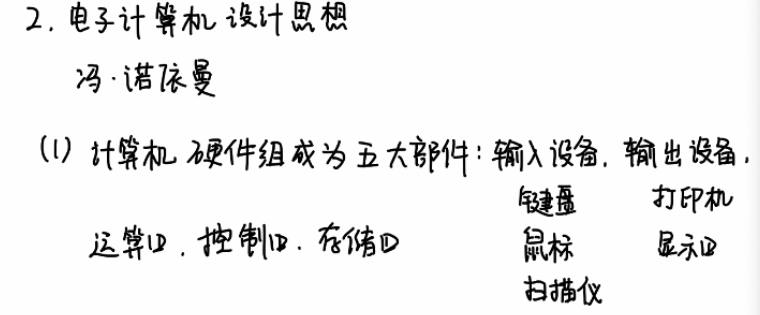 2. 电子计算机设计思想
冯·诺依曼
(1) 计算机硬件组成为五大部件: 输入设备. 输出设备.
键盘 打印机
运算器. 控制器. 存储器
鼠标 显示器
扫描仪